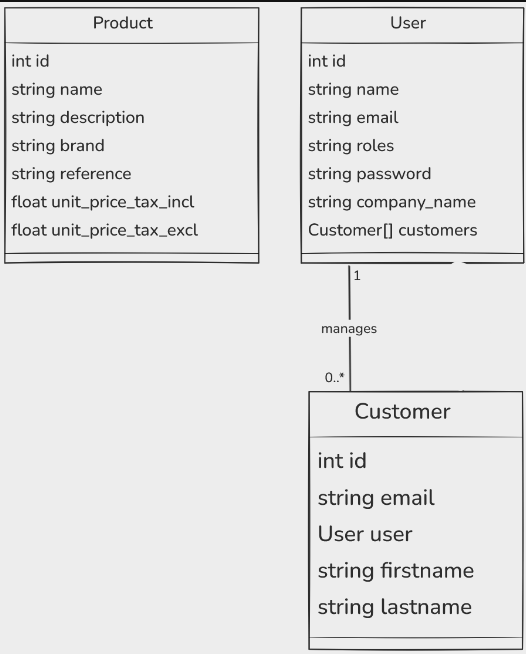 Product
int id
string name
string description
string brand
string reference
float unit_price_tax_incl
float unit_price_tax_excl
User
int id
string name
string email
string roles
string password
string company_name
Customer[] customers
1
manages
0..*
Customer
int id
string email
User user
string firstname
string lastname